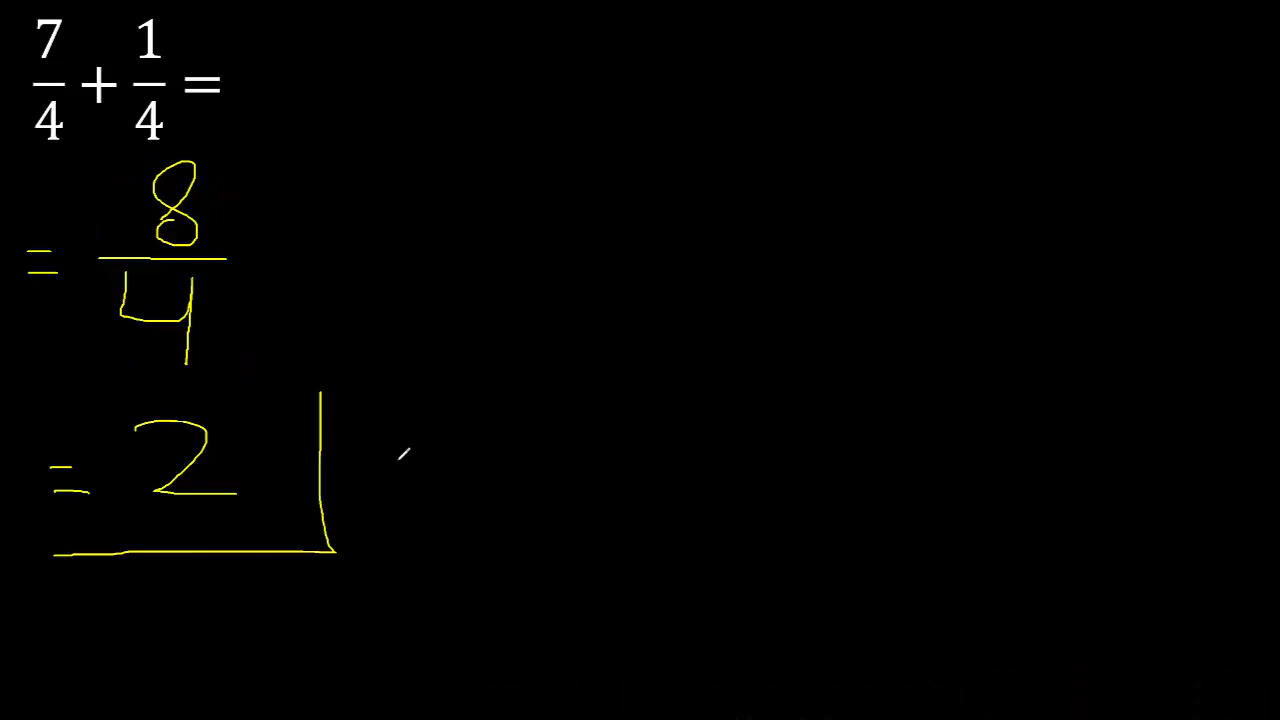 7/4 + 1/4 =
= 8/4
= 2